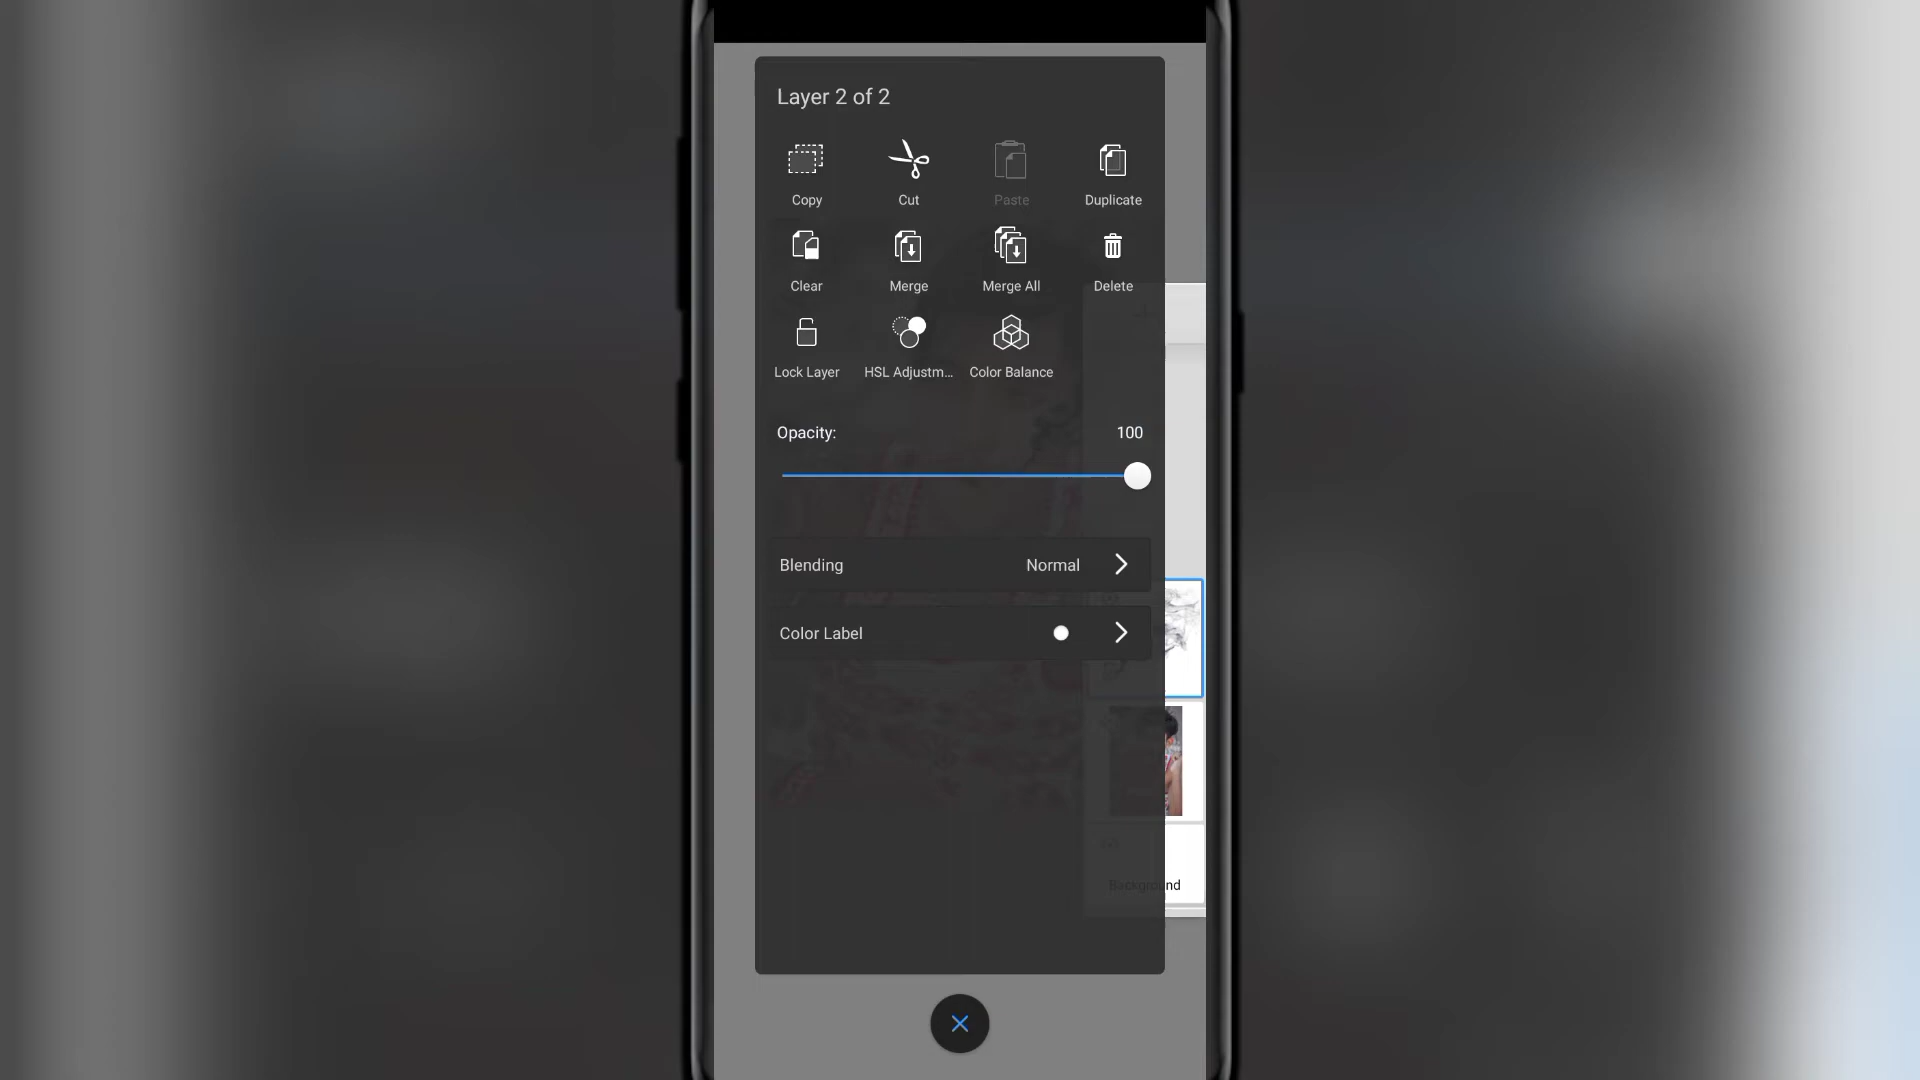 Layer 2 of 2
Copy Cut Paste Duplicate
Clear Merge Merge All Delete
Lock Layer HSL Adjustm... Color Balance
Opacity: 100
Blending Normal
Color Label
Background